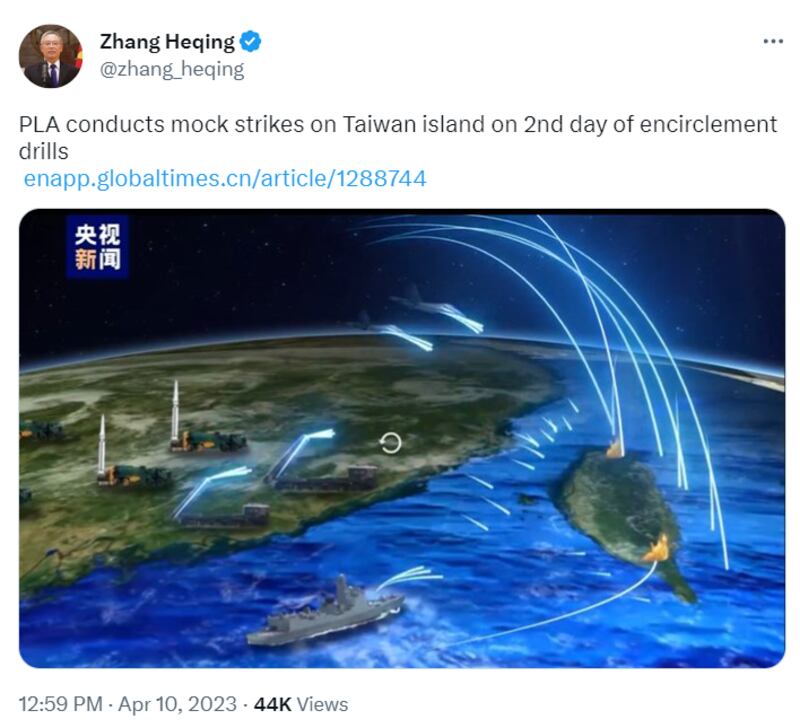 Zhang Heqing
@zhang_heqing
PLA conducts mock strikes on Taiwan island on 2nd day of encirclement
drills
enapp.globaltimes.cn/article/1288744
央视
新闻
12:59 PM · Apr 10, 2023 · 44K Views